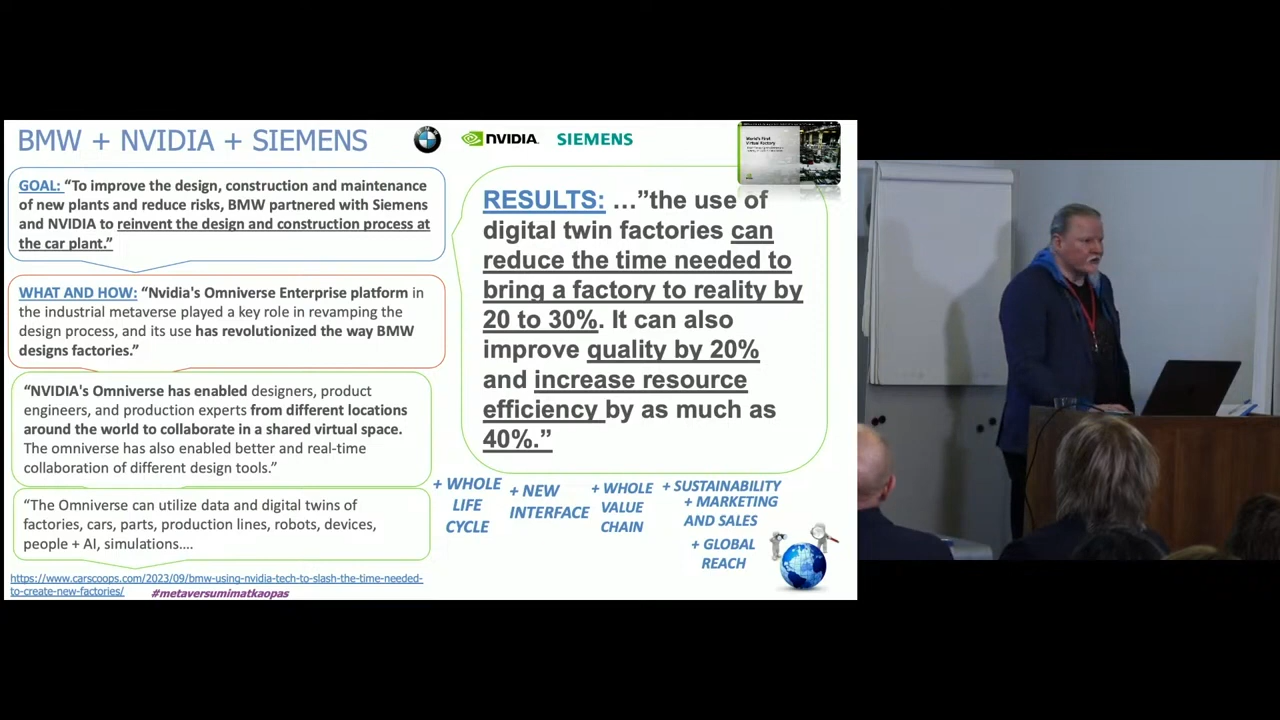 BMW + NVIDIA + SIEMENS
NVIDIA.
SIEMENS
World's First
Virtual Factory
GOAL: “To improve the design, construction and maintenance
of new plants and reduce risks, BMW partnered with Siemens
and NVIDIA to reinvent the design and construction process at
the car plant.”
WHAT AND HOW: “Nvidia's Omniverse Enterprise platform in
the industrial metaverse played a key role in revamping the
design process, and its use has revolutionized the way BMW
designs factories.”
“NVIDIA's Omniverse has enabled designers, product
engineers, and production experts from different locations
around the world to collaborate in a shared virtual space.
The omniverse has also enabled better and real-time
collaboration of different design tools.”
“The Omniverse can utilize data and digital twins of
factories, cars, parts, production lines, robots, devices,
people + AI, simulations....
https://www.carscoops.com/2023/09/bmw-using-nvidia-tech-to-slash-the-time-needed-
to-create-new-factories/
#metaversumimatkaopas
RESULTS: …”the use of
digital twin factories can
reduce the time needed to
bring a factory to reality by
20 to 30%. It can also
improve quality by 20%
and increase resource
efficiency by as much as
40%.”
+ WHOLE
LIFE
CYCLE
+ NEW
INTERFACE
+ WHOLE
VALUE
CHAIN
+ SUSTAINABILITY
+ MARKETING
AND SALES
+ GLOBAL
REACH